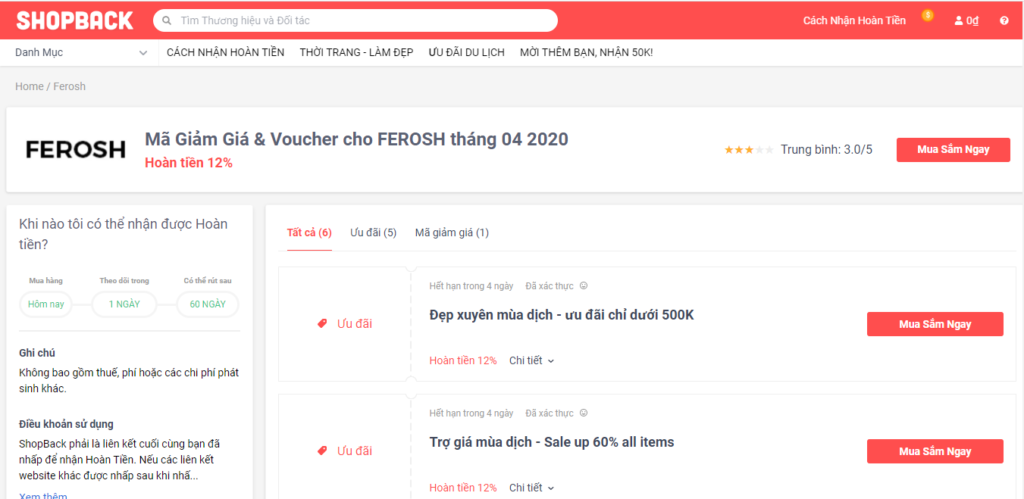 SHOPBACK
Tìm Thương hiệu và Đối tác
Cách Nhận Hoàn Tiền
$
0₫
?
Danh Mục
CÁCH NHẬN HOÀN TIỀN
THỜI TRANG - LÀM ĐẸP
ƯU ĐÃI DU LỊCH
MỜI THÊM BẠN, NHẬN 50K!
Home / Ferosh
FEROSH
Mã Giảm Giá & Voucher cho FEROSH tháng 04 2020
Hoàn tiền 12%
Trung bình: 3.0/5
Mua Sắm Ngay
Khi nào tôi có thể nhận được Hoàn
tiền?
Mua hàng
Theo dõi trong
Có thể rút sau
Hôm nay
1 NGÀY
60 NGÀY
Ghi chú
Không bao gồm thuế, phí hoặc các chi phí phát
sinh khác.
Điều khoản sử dụng
ShopBack phải là liên kết cuối cùng bạn đã
nhấp để nhận Hoàn Tiền. Nếu các liên kết
website khác được nhấp sau khi nhấ...
Xem thêm
Tất cả (6)
Ưu đãi (5)
Mã giảm giá (1)
Ưu đãi
Hết hạn trong 4 ngày
Đã xác thực
Đẹp xuyên mùa dịch - ưu đãi chỉ dưới 500K
Hoàn tiền 12%
Chi tiết
Mua Sắm Ngay
Ưu đãi
Hết hạn trong 4 ngày
Đã xác thực
Trợ giá mùa dịch - Sale up 60% all items
Hoàn tiền 12%
Chi tiết
Mua Sắm Ngay